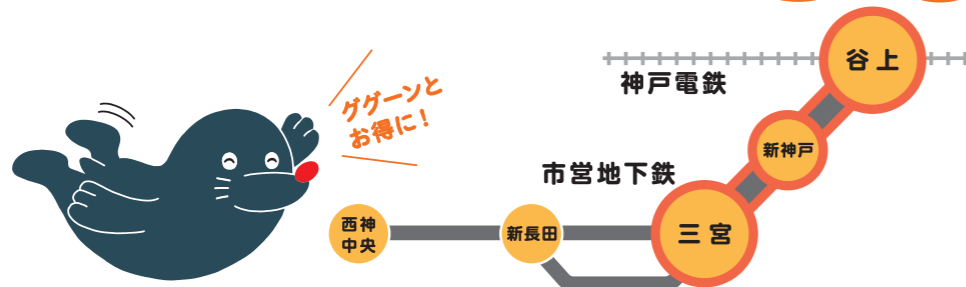 ググーンと
お得に!
神戸電鉄
谷上
新神戸
市営地下鉄
三宮
新長田
西神
中央